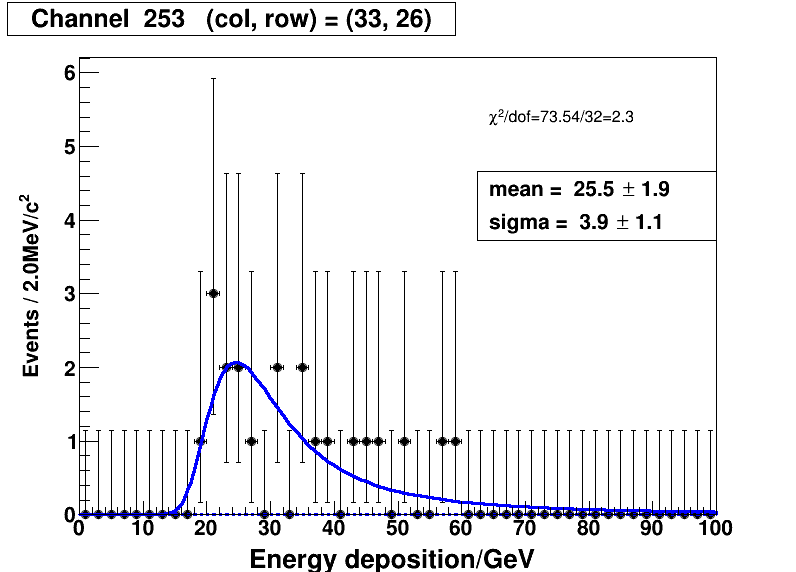 Channel 253 (col, row) = (33, 26)
χ²/dof=73.54/32=2.3
mean = 25.5 ± 1.9
sigma = 3.9 ± 1.1
Events / 2.0MeV/c²
6
5
4
3
2
1
0
0 10 20 30 40 50 60 70 80 90 100
Energy deposition/GeV